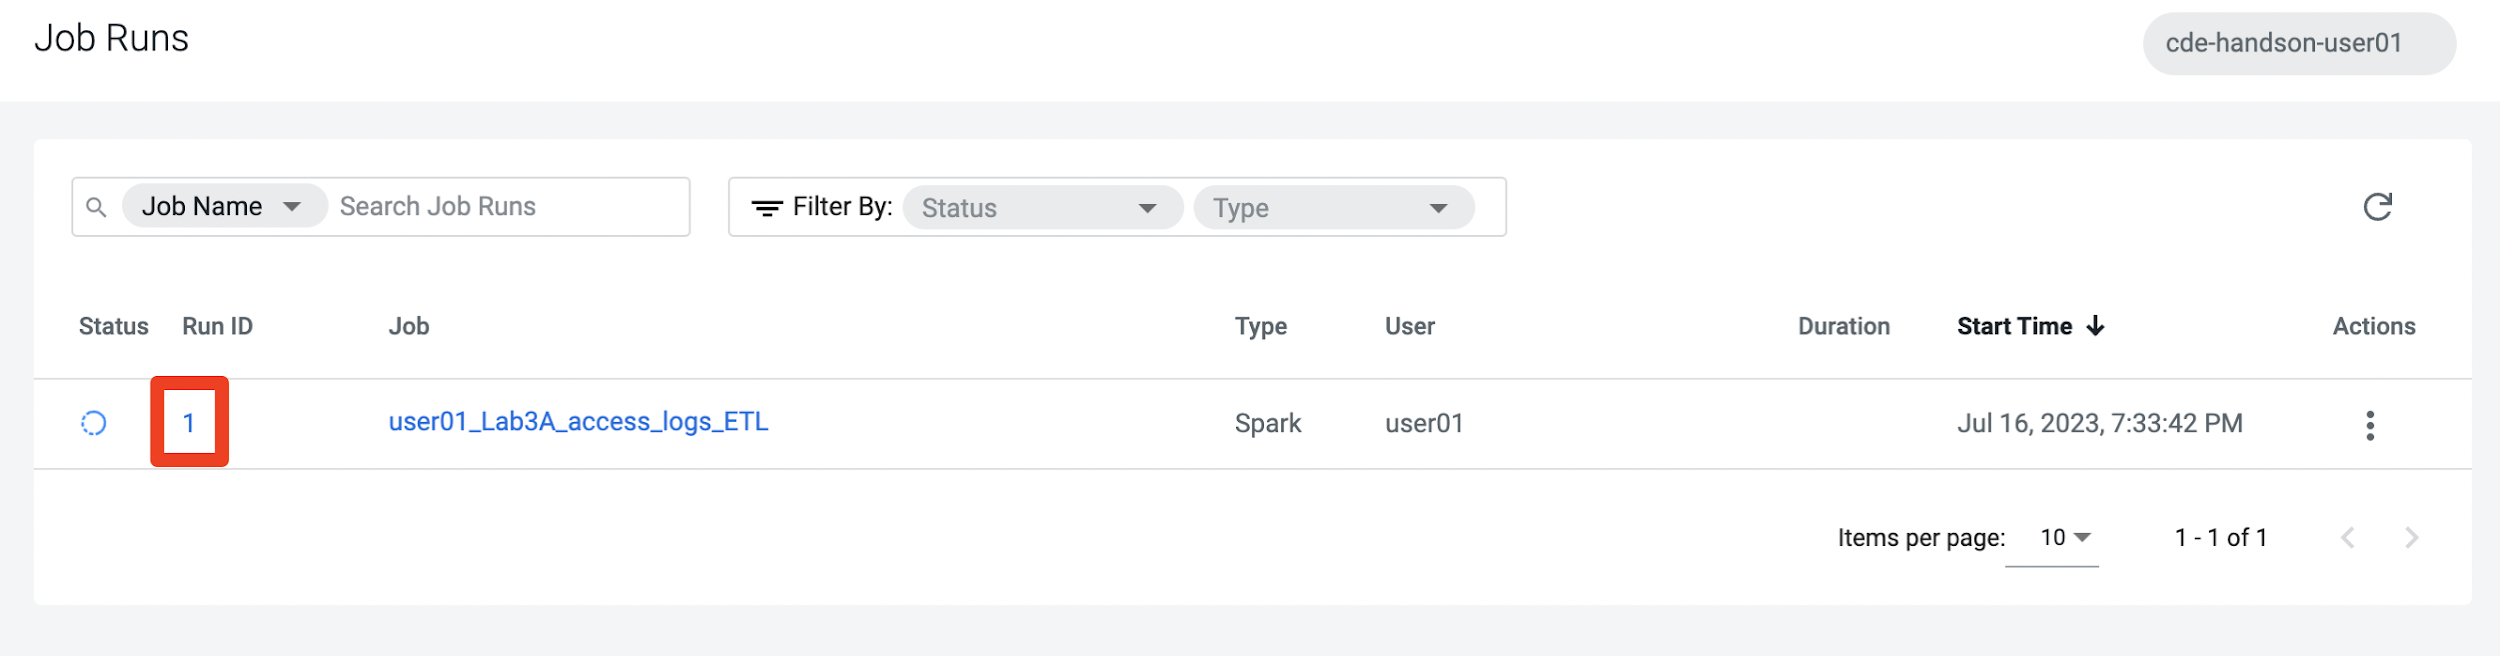 Job Runs
cde-handson-user01
Job Name Search Job Runs Filter By: Status Type
Status Run ID Job Type User Duration Start Time Actions
1 user01_Lab3A_access_logs_ETL Spark user01 Jul 16, 2023, 7:33:42 PM
Items per page: 10 1 - 1 of 1